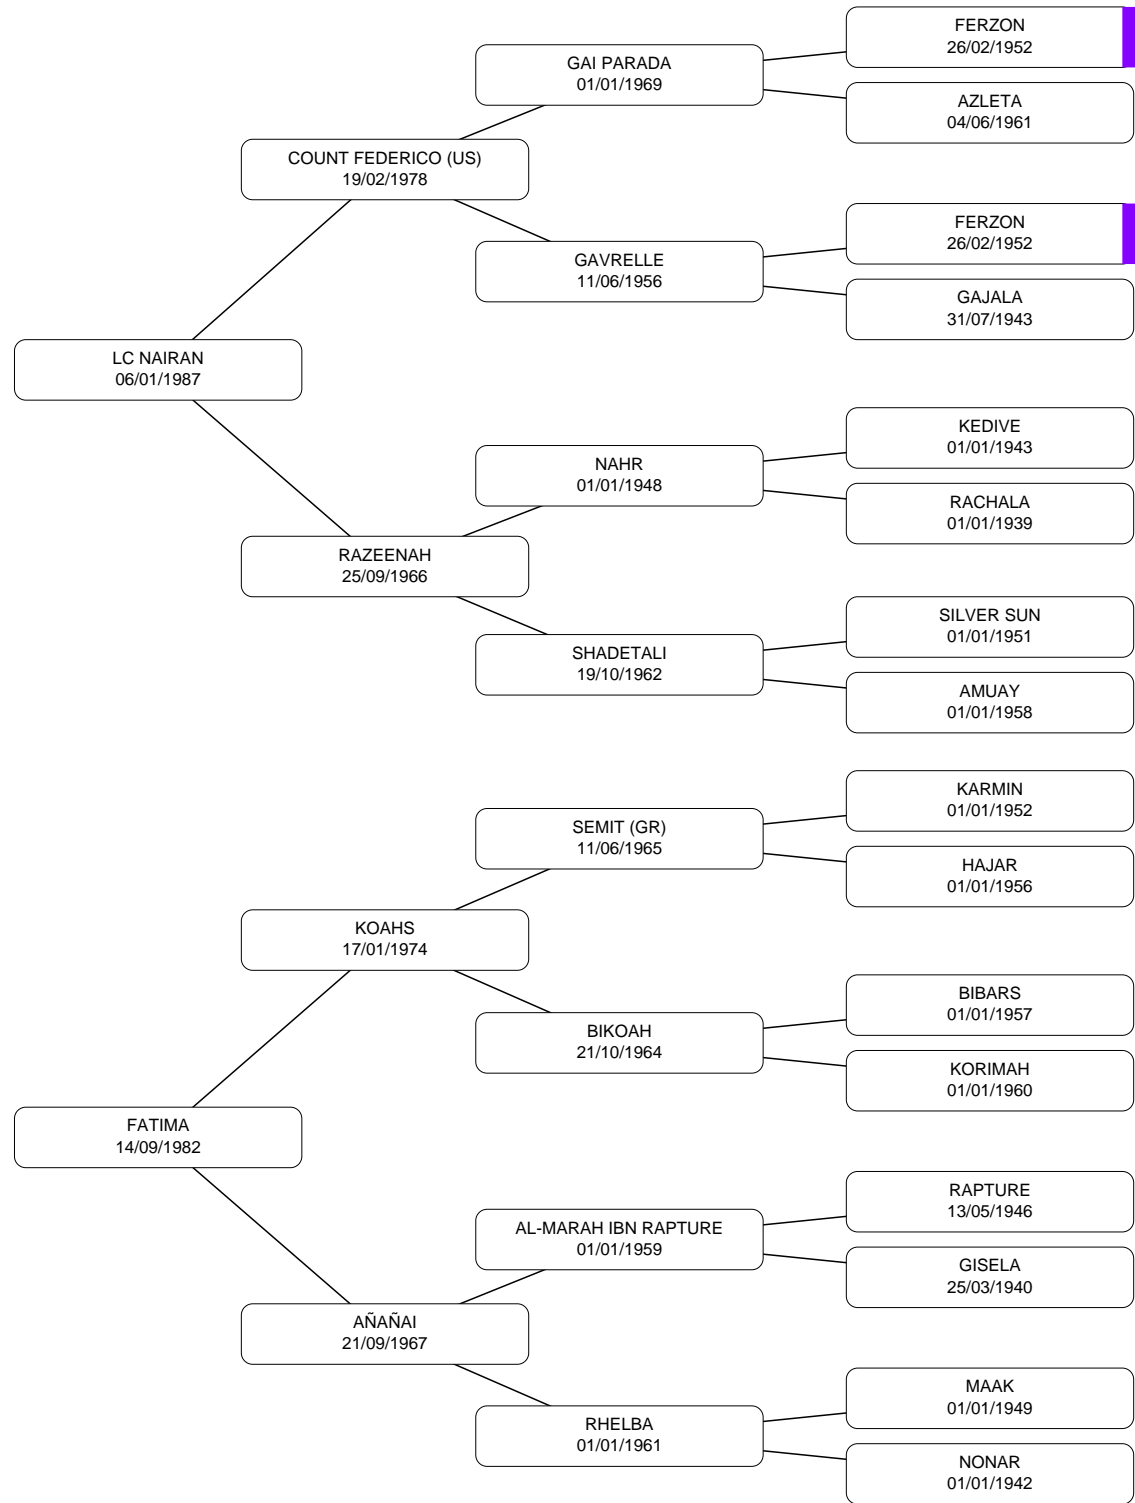 FERZON
26/02/1952
GAI PARADA
01/01/1969
AZLETA
04/06/1961
COUNT FEDERICO (US)
19/02/1978
FERZON
26/02/1952
GAVRELLE
11/06/1956
GAJALA
31/07/1943
LC NAIRAN
06/01/1987
KEDIVE
01/01/1943
NAHR
01/01/1948
RACHALA
01/01/1939
RAZEENAH
25/09/1966
SILVER SUN
01/01/1951
SHADETALI
19/10/1962
AMUAY
01/01/1958
KARMIN
01/01/1952
SEMIT (GR)
11/06/1965
HAJAR
01/01/1956
KOAHS
17/01/1974
BIBARS
01/01/1957
BIKOAH
21/10/1964
KORIMAH
01/01/1960
FATIMA
14/09/1982
RAPTURE
13/05/1946
AL-MARAH IBN RAPTURE
01/01/1959
GISELA
25/03/1940
AÑAÑAI
21/09/1967
MAAK
01/01/1949
RHELBA
01/01/1961
NONAR
01/01/1942